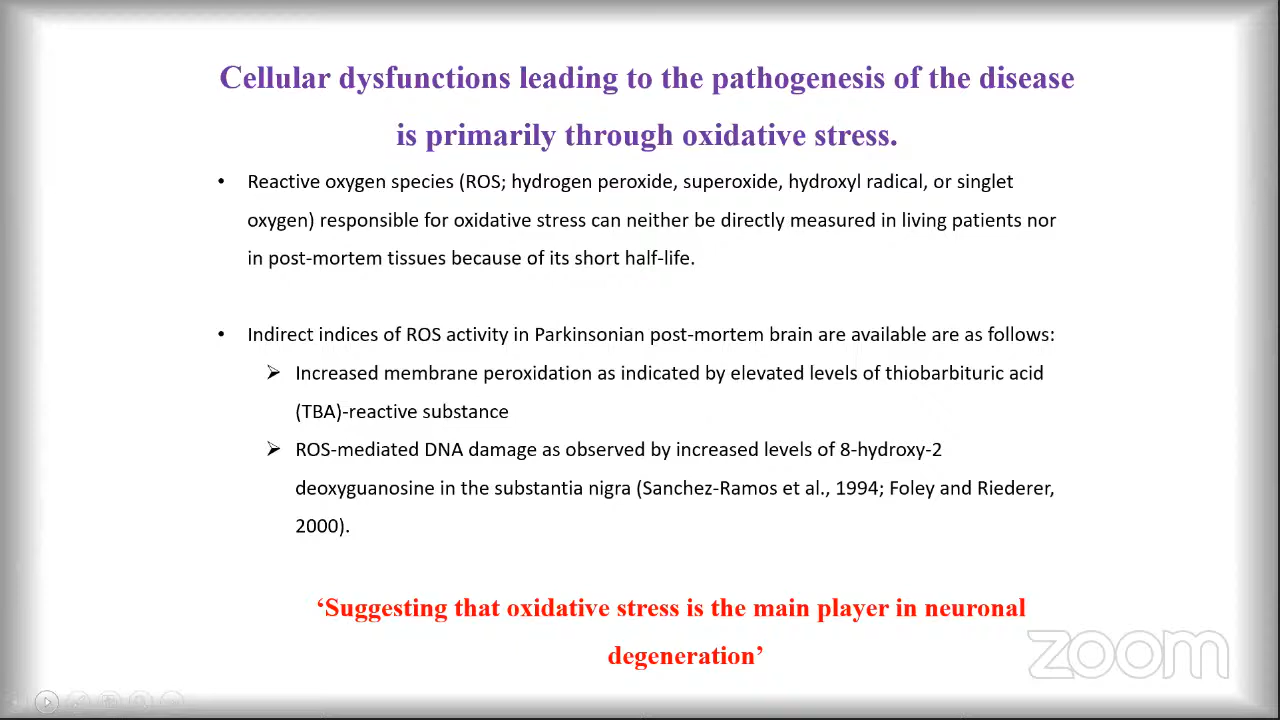 Cellular dysfunctions leading to the pathogenesis of the disease
is primarily through oxidative stress.
• Reactive oxygen species (ROS; hydrogen peroxide, superoxide, hydroxyl radical, or singlet
oxygen) responsible for oxidative stress can neither be directly measured in living patients nor
in post-mortem tissues because of its short half-life.
• Indirect indices of ROS activity in Parkinsonian post-mortem brain are available are as follows:
➢ Increased membrane peroxidation as indicated by elevated levels of thiobarbituric acid
(TBA)-reactive substance
➢ ROS-mediated DNA damage as observed by increased levels of 8-hydroxy-2
deoxyguanosine in the substantia nigra (Sanchez-Ramos et al., 1994; Foley and Riederer,
2000).
‘Suggesting that oxidative stress is the main player in neuronal
degeneration’
zoom